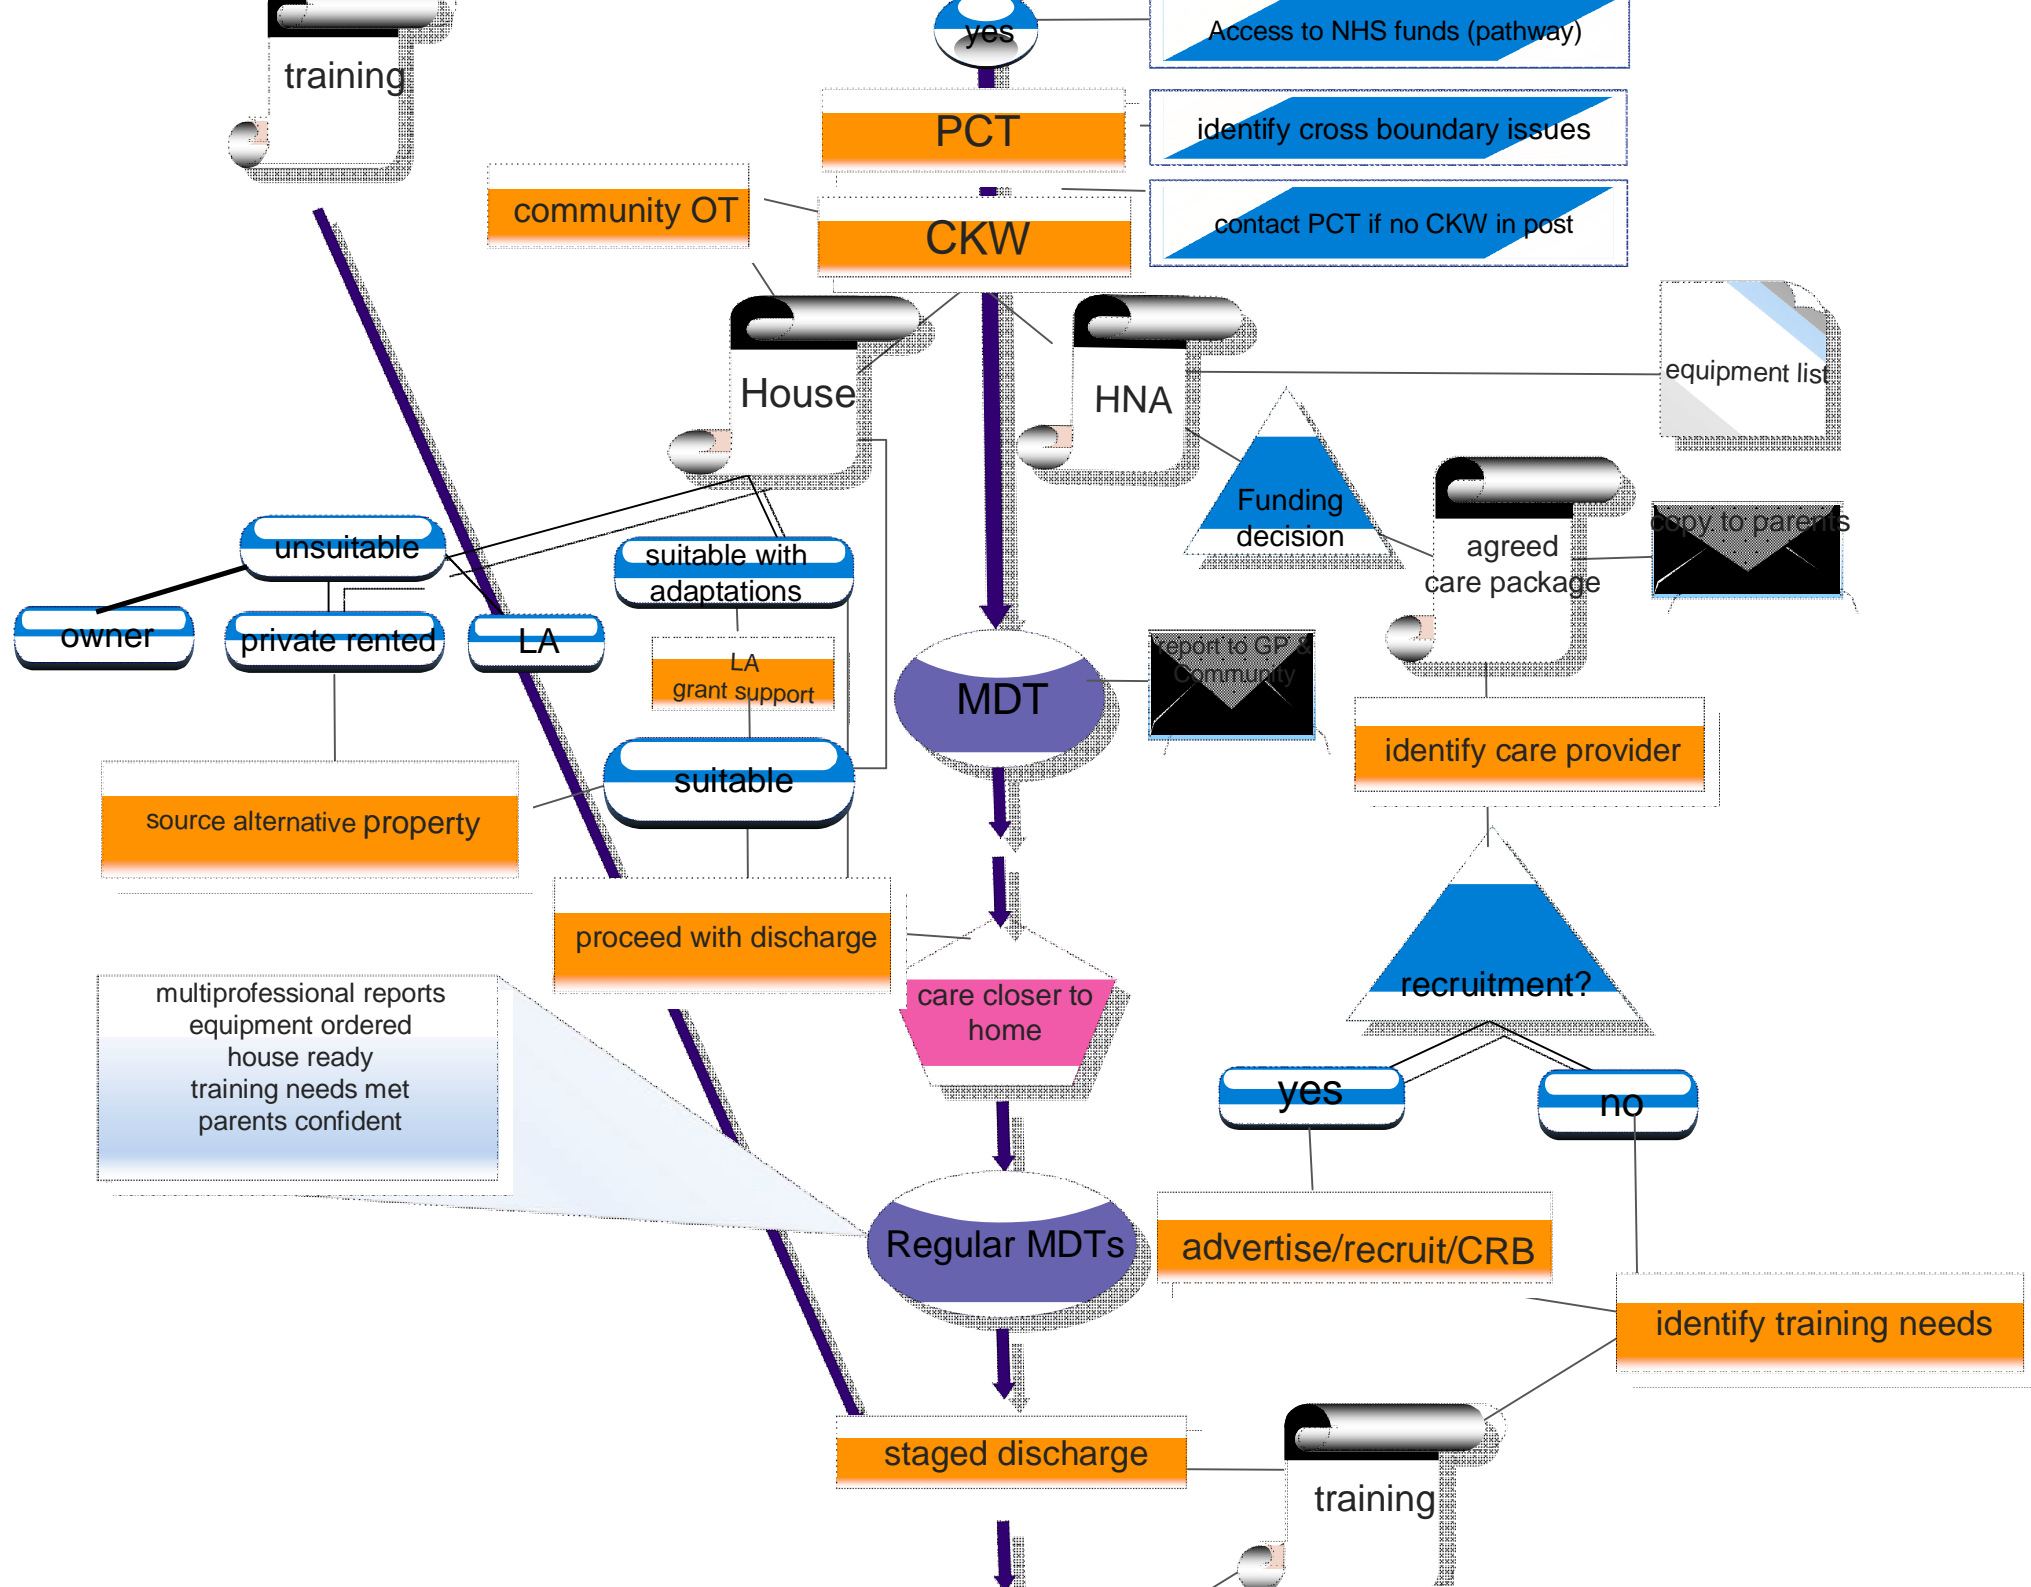 yes
Access to NHS funds (pathway)
training
PCT
identify cross boundary issues
community OT
CKW
contact PCT if no CKW in post
House
HNA
equipment list
Funding
decision
agreed
care package
copy to parents
unsuitable
suitable with
adaptations
owner
private rented
LA
LA
grant support
MDT
report to GP &
Community
identify care provider
suitable
source alternative property
proceed with discharge
recruitment?
care closer to
home
multiprofessional reports
equipment ordered
house ready
training needs met
parents confident
yes
no
Regular MDTs
advertise/recruit/CRB
identify training needs
staged discharge
training